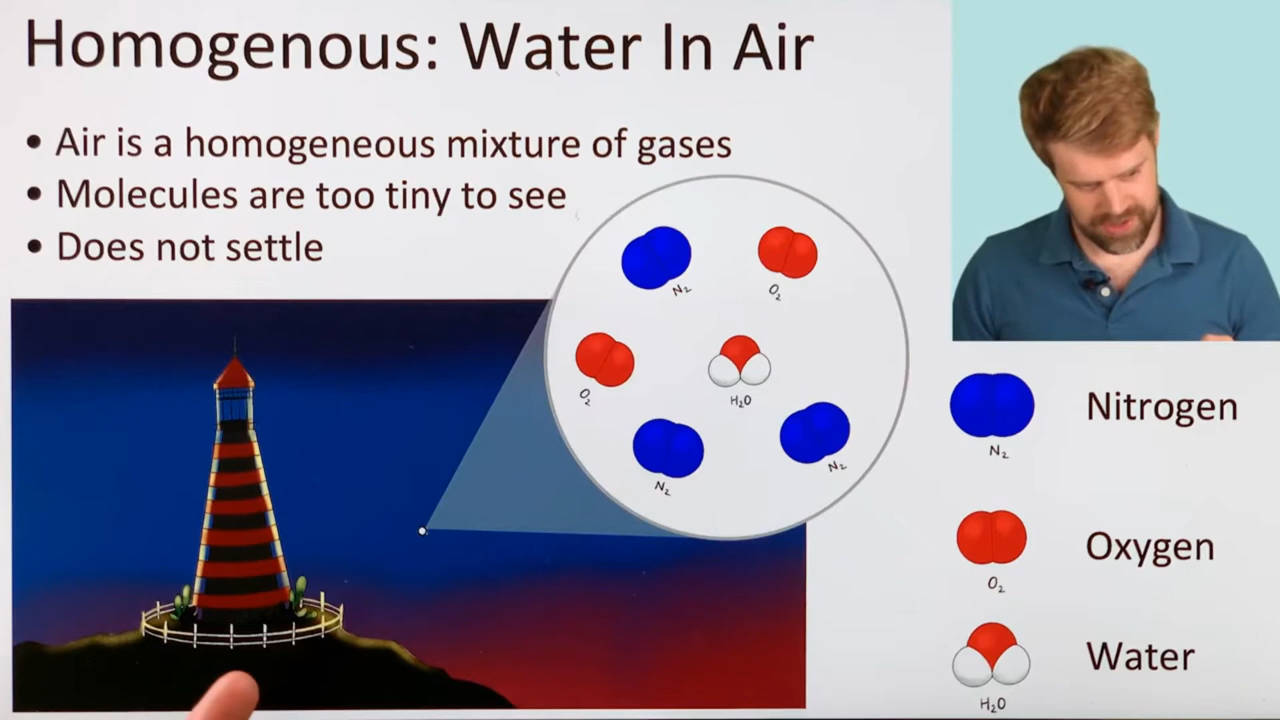 Homogenous: Water In Air
• Air is a homogeneous mixture of gases
• Molecules are too tiny to see
• Does not settle
N₂
O₂
O₂
H₂O
N₂
N₂
Nitrogen
N₂
Oxygen
O₂
Water
H₂O